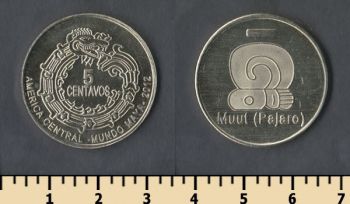 5
CENTAVOS
AMERICA CENTRAL - MUNDO MAYA - 2012
Muut (Pajaro)
1 2 3 4 5 6 7